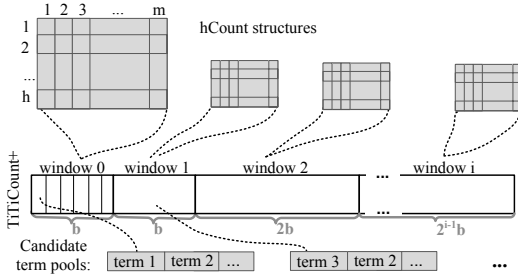 1 2 3 ... m
hCount structures
1
2
...
h
TiTiCount+
window 0 window 1 window 2 ... window i
b b 2b ... 2^{i-1}b
Candidate
term pools:
term 1 term 2 ... term 3 term 2 ... ...